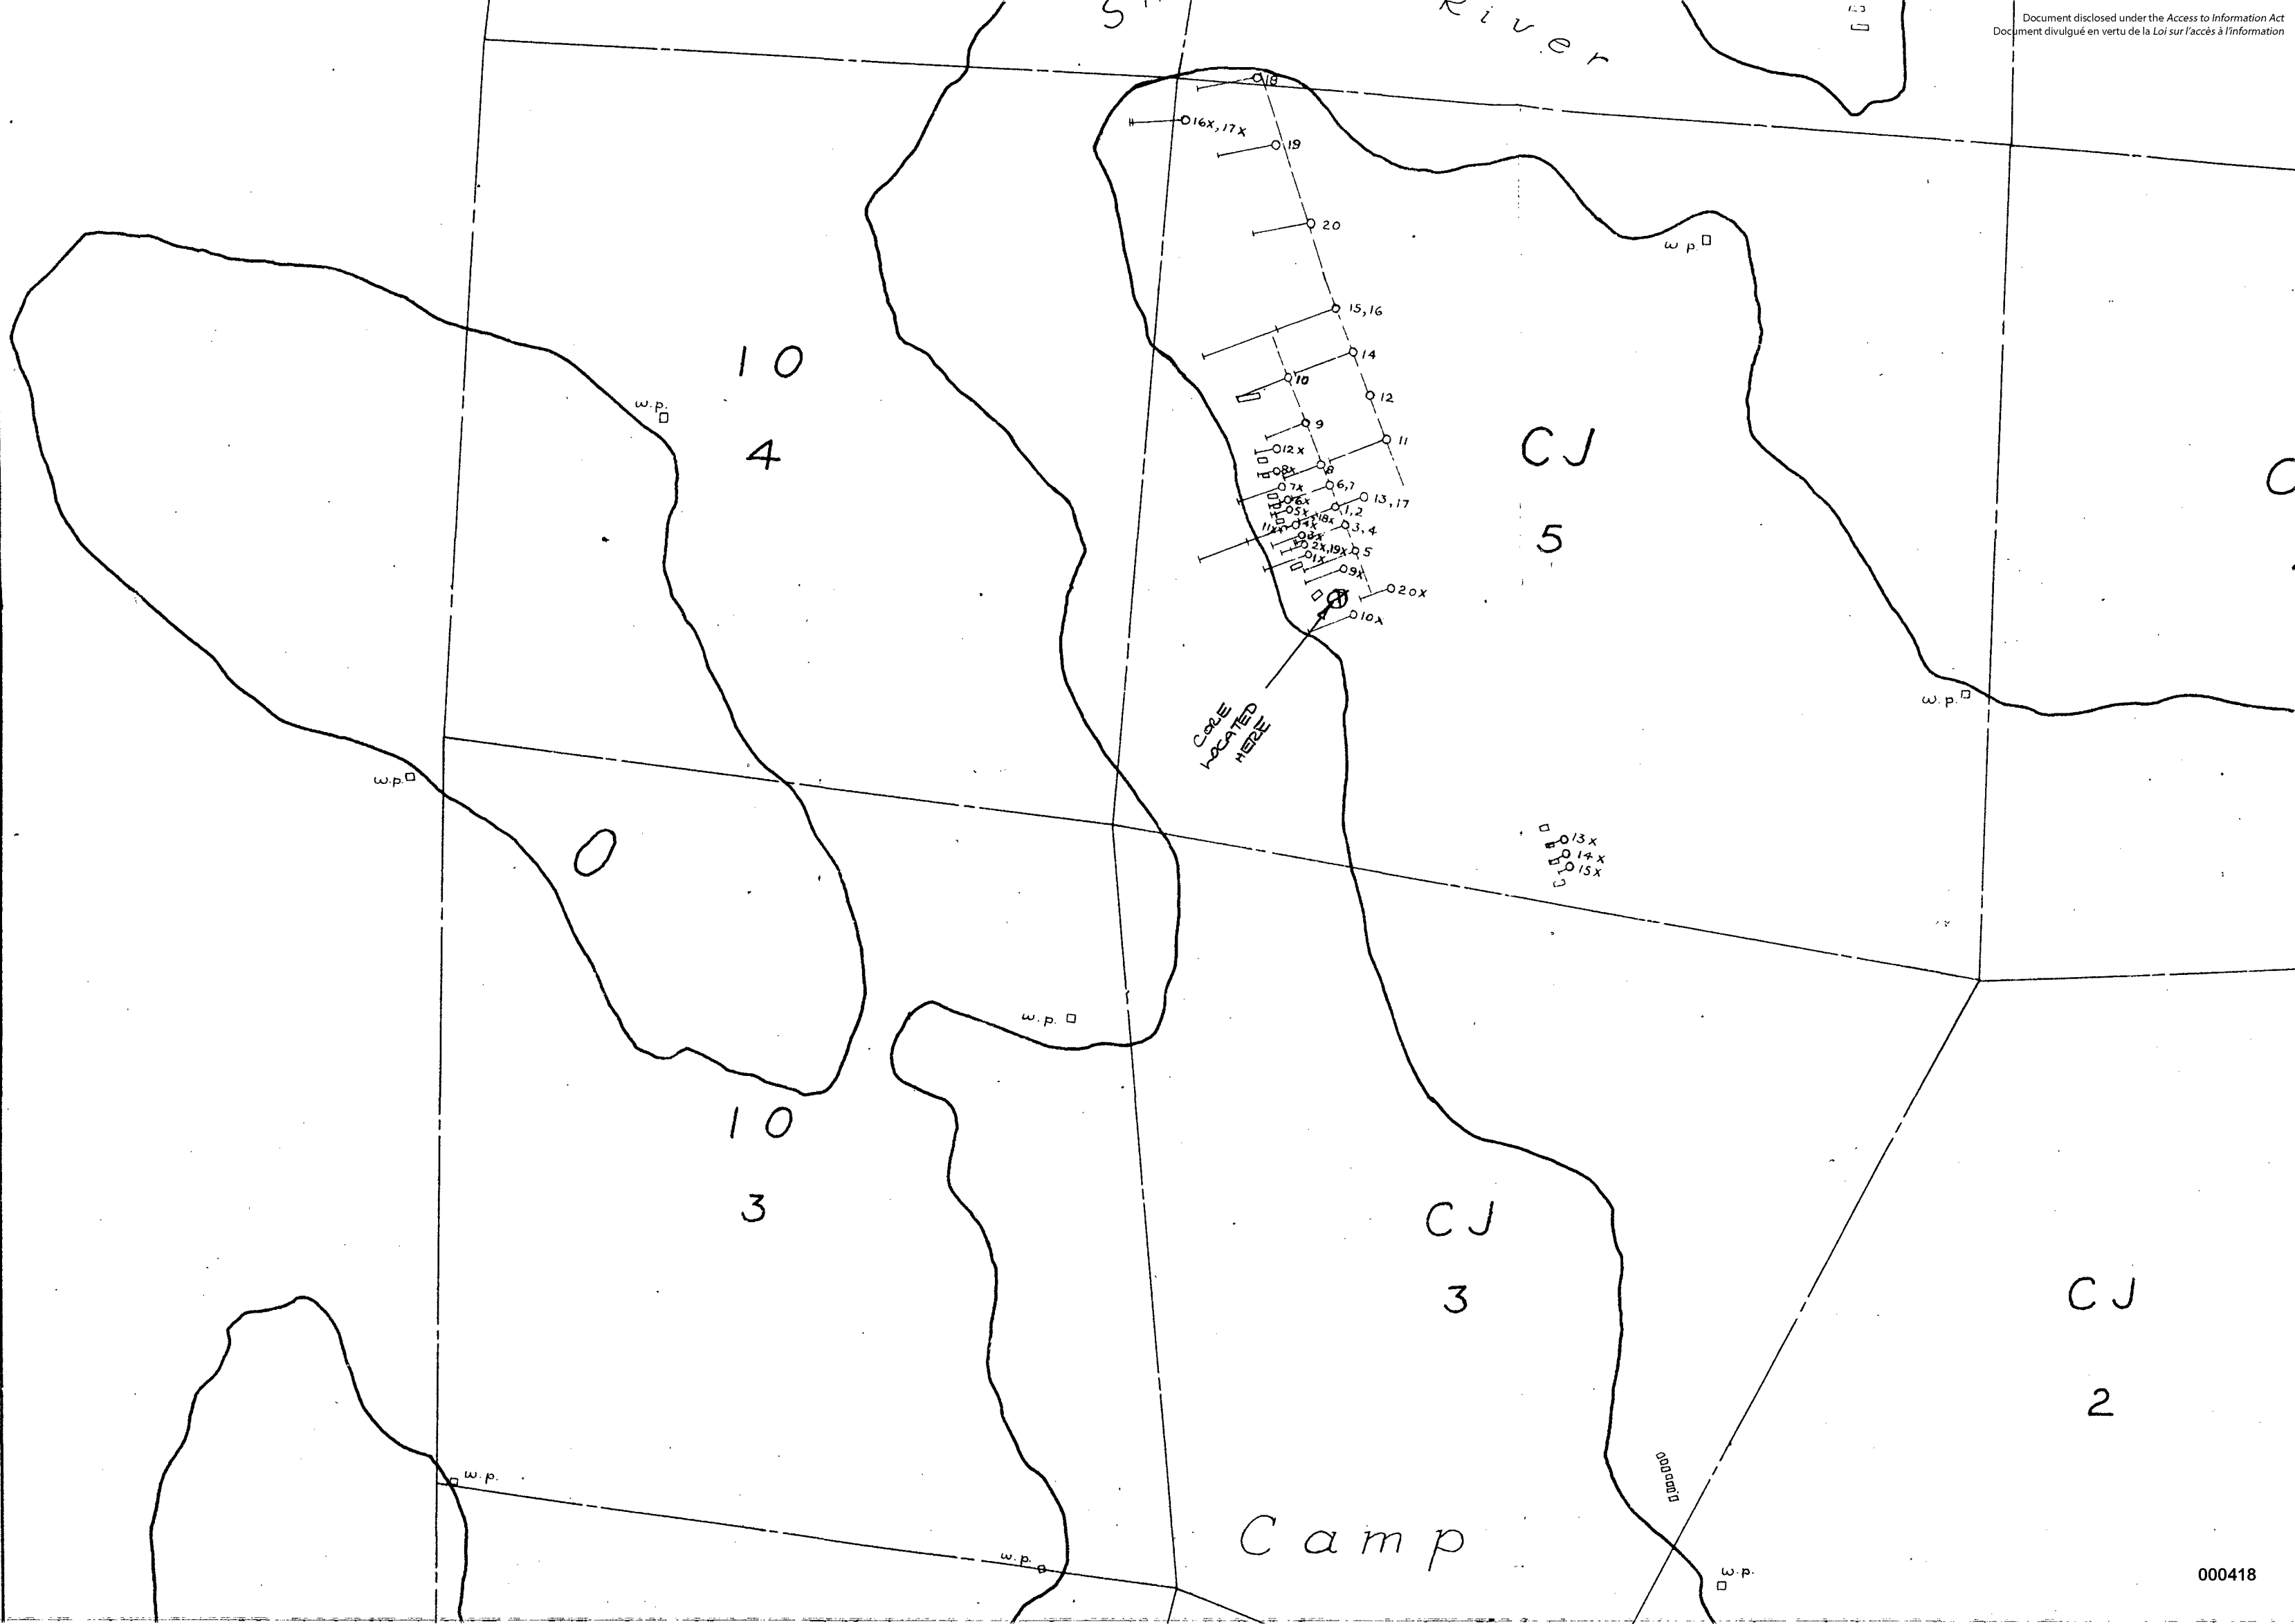 Document disclosed under the Access to Information Act
Document divulgué en vertu de la Loi sur l'accès à l'information
River
18
16X, 17X
19
20
w p.
15, 16
14
10
12
9
11
12X
8
8X
6, 7
7X
13, 17
6X
1, 2
5X
18X
3, 4
4X
11X
3X
2X, 19X
5
1X
9X
20X
10X
10
4
w.p.
CJ
5
w.p.
CORE
LOCATED
HERE
w.p.
O
13X
14X
15X
w.p.
10
3
CJ
3
CJ
2
w.p.
w.p.
Camp
w.p.
000418